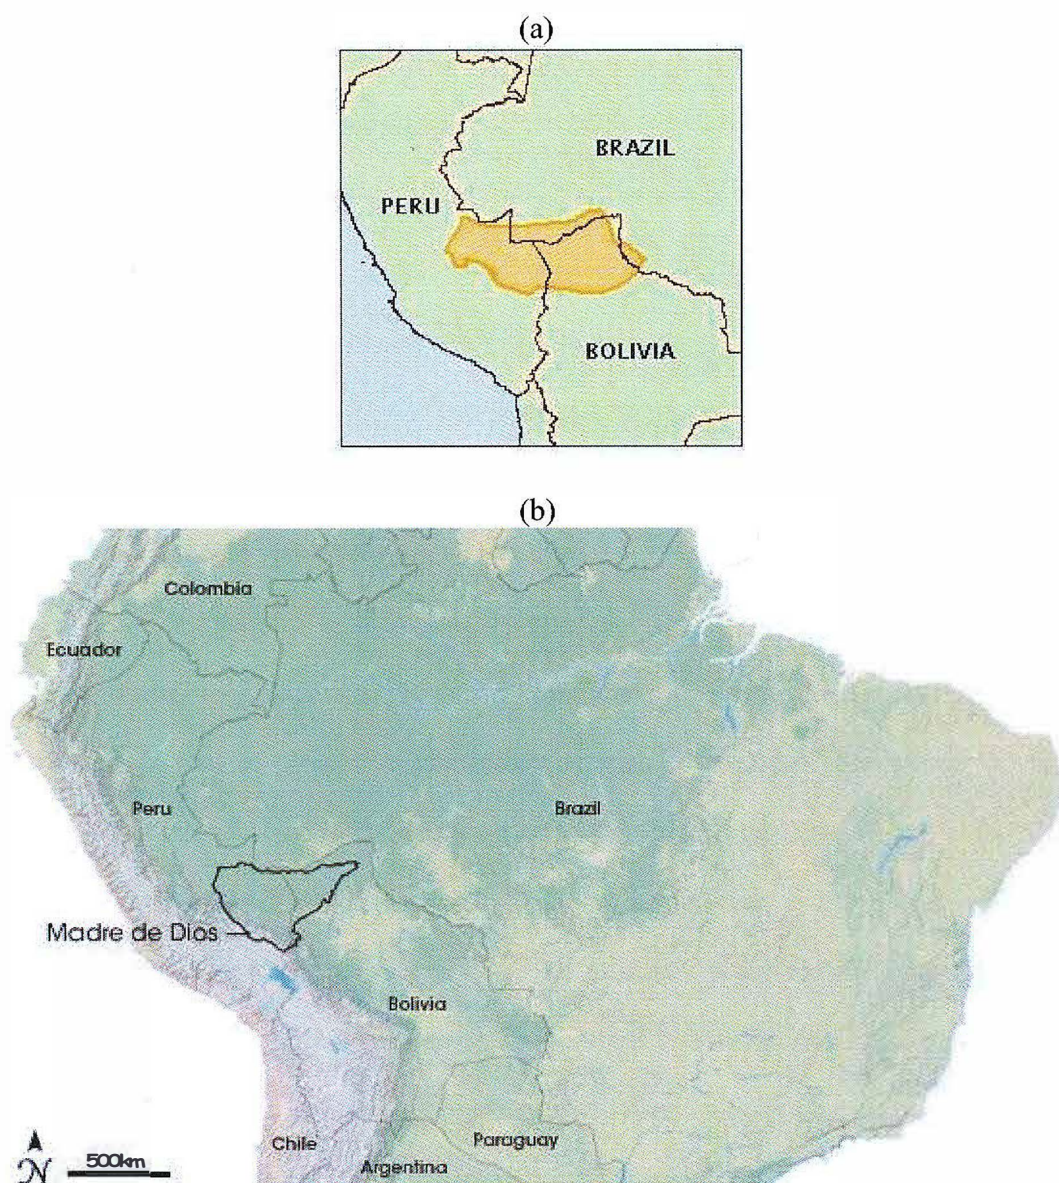 (a)
BRAZIL
PERU
BOLIVIA
(b)
Colombia
Ecuador
Peru
Brazil
Madre de Dios
Bolivia
Chile
Paraguay
Argentina
N
500km